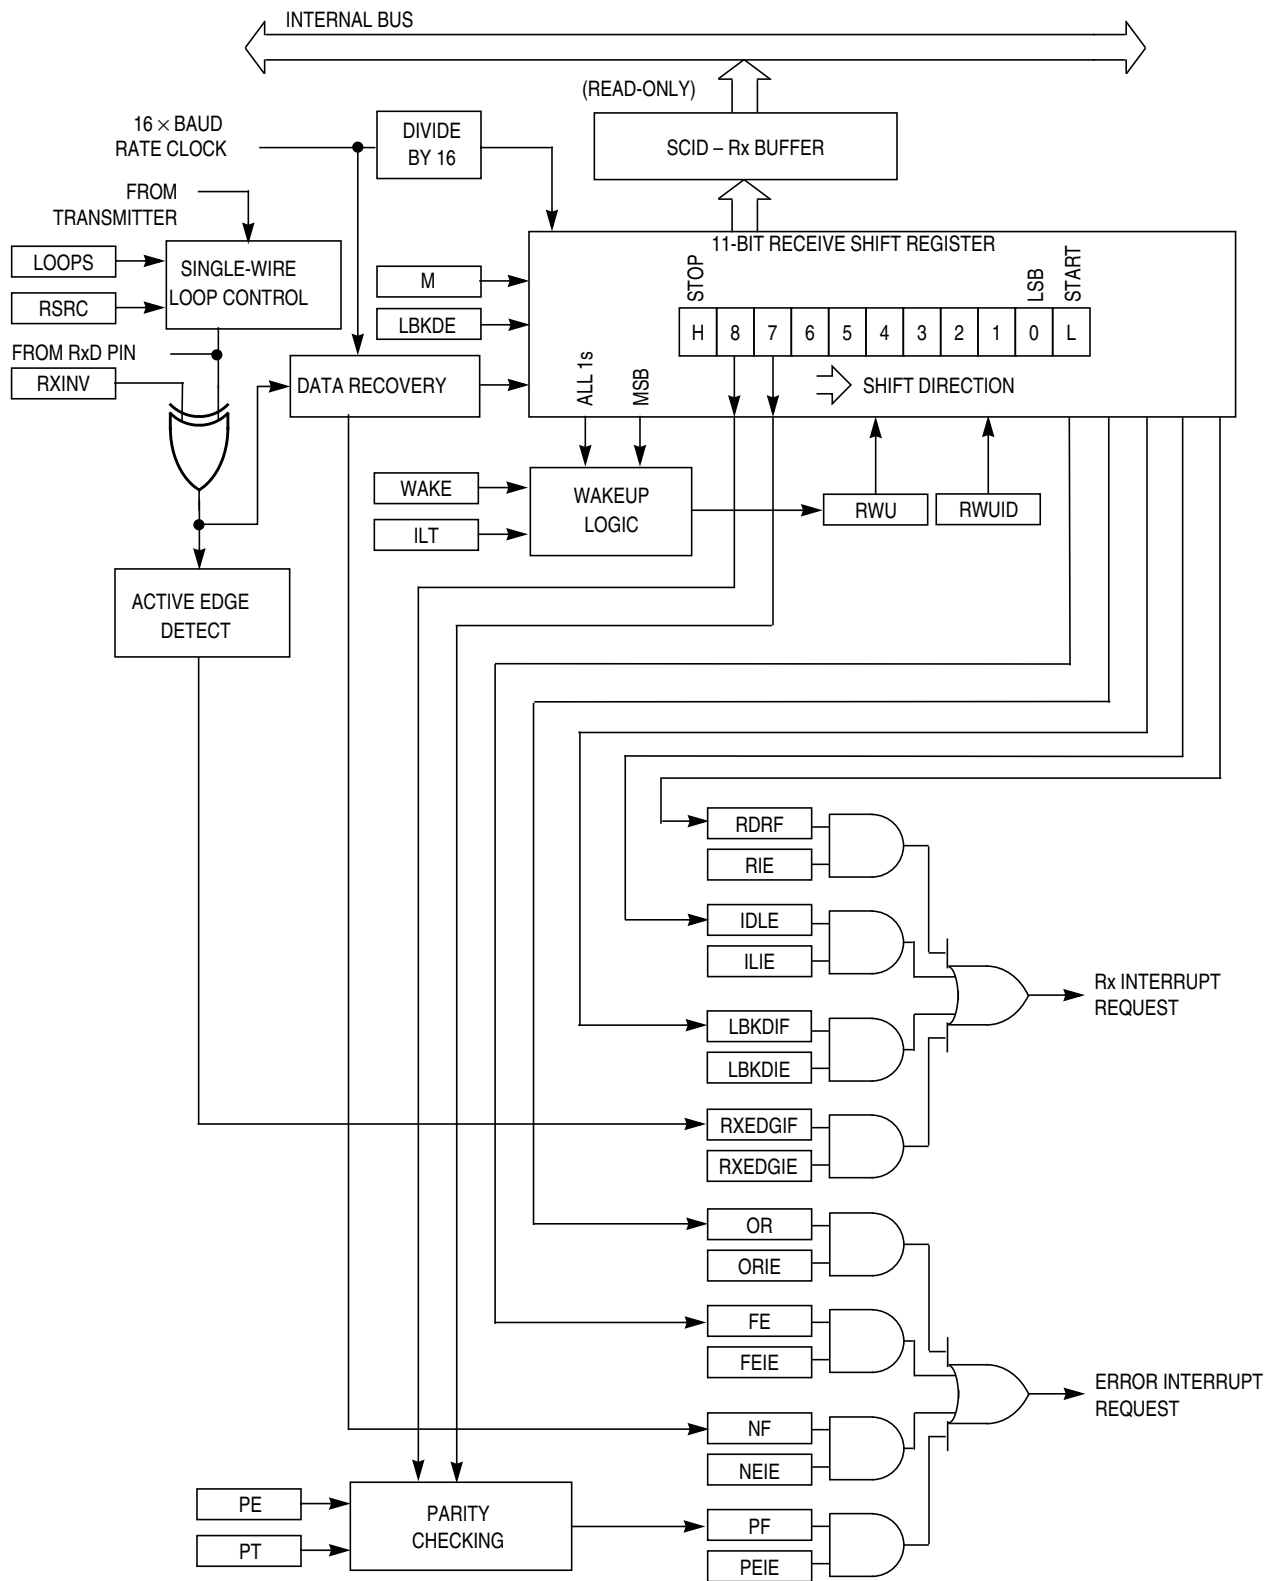 INTERNAL BUS
(READ-ONLY)
16 × BAUD
RATE CLOCK
DIVIDE
BY 16
SCID – Rx BUFFER
FROM
TRANSMITTER
11-BIT RECEIVE SHIFT REGISTER
LOOPS
SINGLE-WIRE
LOOP CONTROL
RSRC
M
LBKDE
STOP
LSB
START
H 8 7 6 5 4 3 2 1 0 L
FROM RxD PIN
RXINV
DATA RECOVERY
ALL 1s
MSB
SHIFT DIRECTION
WAKE
ILT
WAKEUP
LOGIC
RWU
RWUID
ACTIVE EDGE
DETECT
RDRF
RIE
IDLE
ILIE
Rx INTERRUPT
REQUEST
LBKDIF
LBKDIE
RXEDGIF
RXEDGIE
OR
ORIE
FE
FEIE
ERROR INTERRUPT
REQUEST
NF
NEIE
PE
PT
PARITY
CHECKING
PF
PEIE